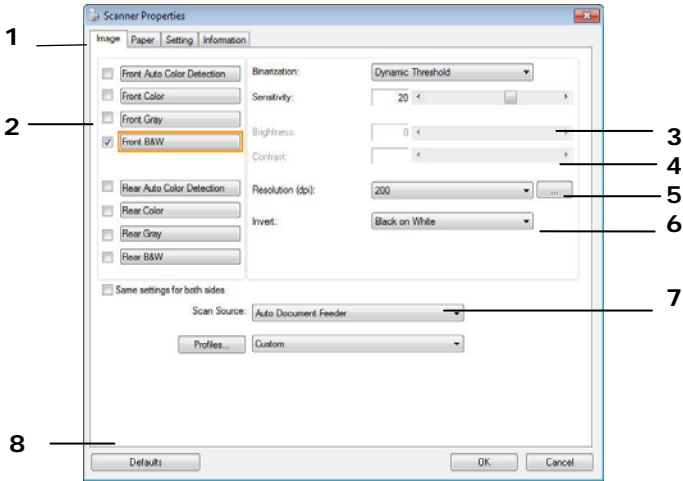 Scanner Properties
1
Image Paper Setting Information
Front Auto Color Detection
Binarization: Dynamic Threshold
Front Color
Sensitivity: 20
Front Gray
2
Front B&W
Brightness: 0
3
Contrast:
4
Rear Auto Color Detection
Resolution (dpi): 200 ...
5
Rear Color
Invert: Black on White
6
Rear Gray
Rear B&W
Same settings for both sides
7
Scan Source: Auto Document Feeder
Profiles... Custom
8
Defaults OK Cancel